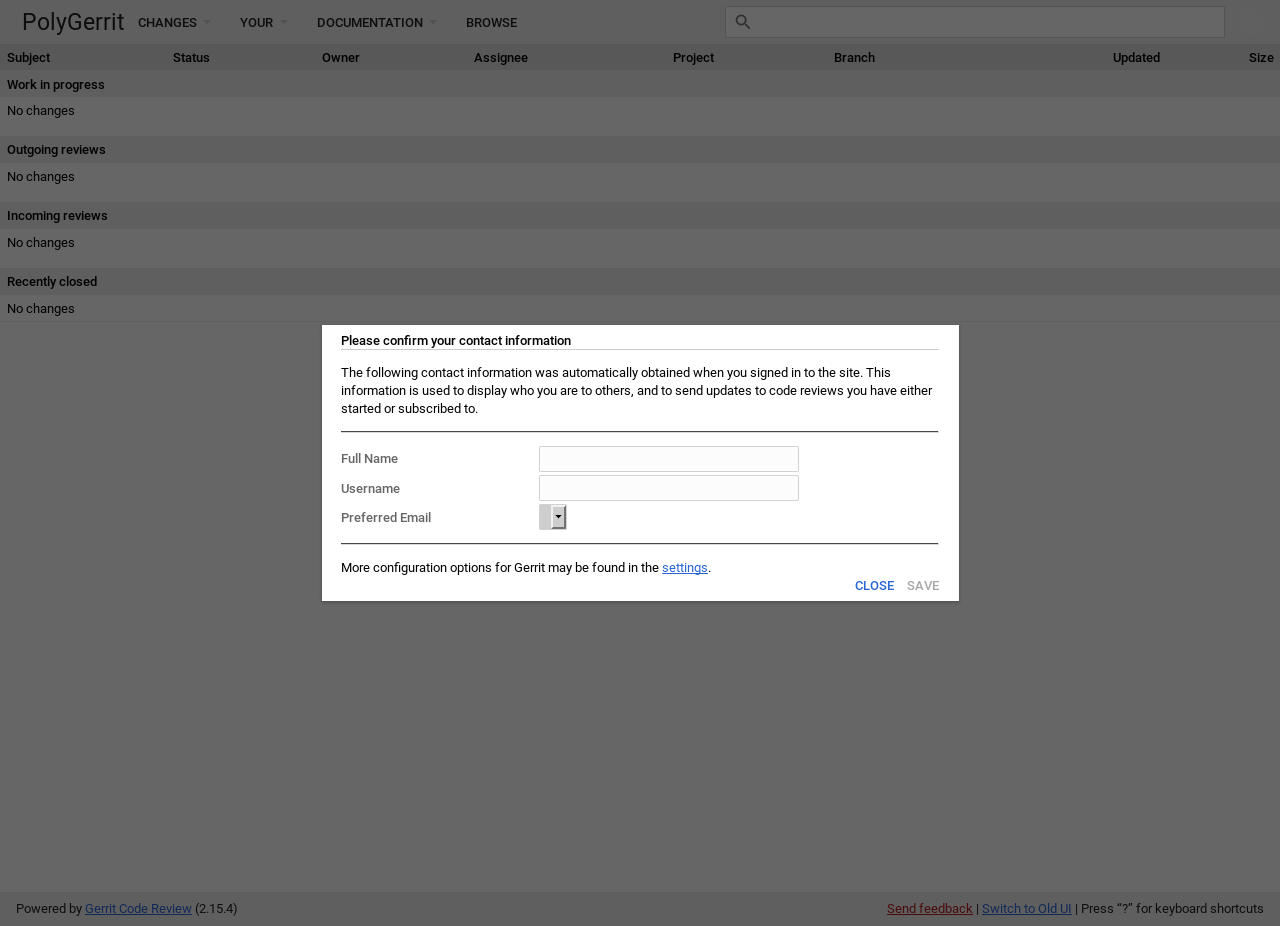 PolyGerrit CHANGES YOUR DOCUMENTATION BROWSE
Subject Status Owner Assignee Project Branch Updated Size
Work in progress
No changes
Outgoing reviews
No changes
Incoming reviews
No changes
Recently closed
No changes
Please confirm your contact information
The following contact information was automatically obtained when you signed in to the site. This
information is used to display who you are to others, and to send updates to code reviews you have either
started or subscribed to.
Full Name
Username
Preferred Email
More configuration options for Gerrit may be found in the settings.
CLOSE SAVE
Powered by Gerrit Code Review (2.15.4) Send feedback | Switch to Old UI | Press “?” for keyboard shortcuts